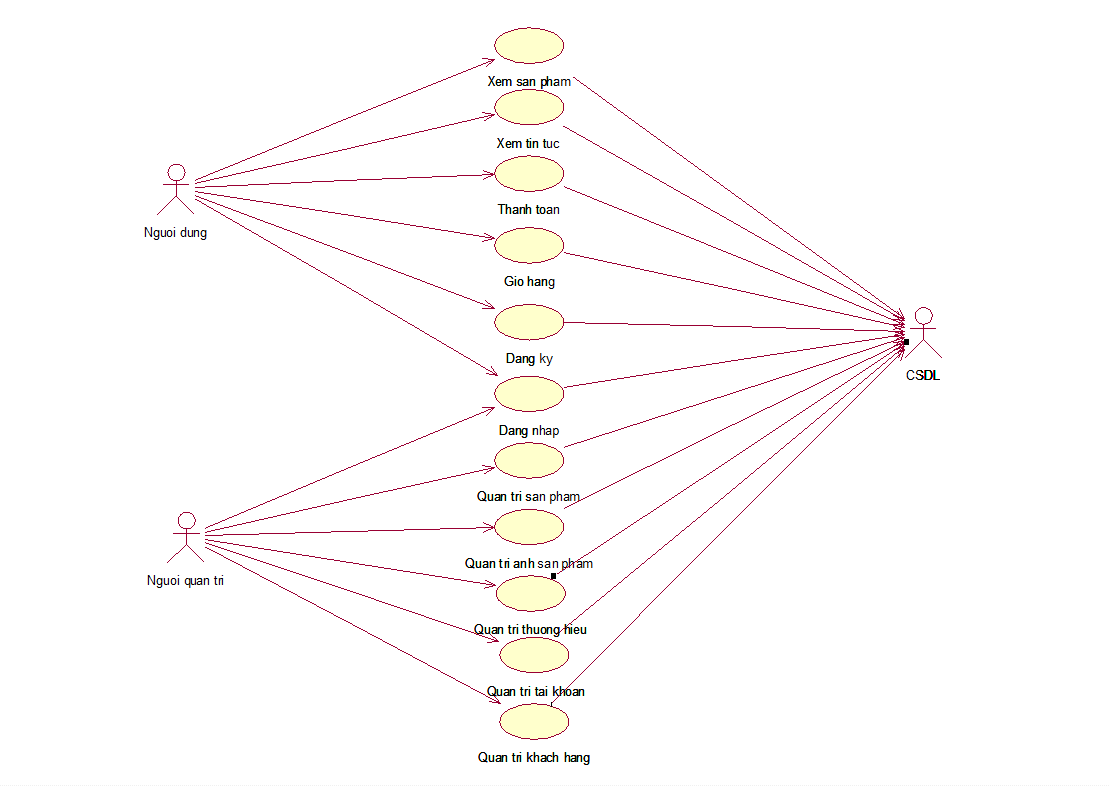 Xem san pham
Xem tin tuc
Thanh toan
Nguoi dung
Gio hang
Dang ky
CSDL
Dang nhap
Quan tri san pham
Quan tri anh san pham
Nguoi quan tri
Quan tri thuong hieu
Quan tri tai khoan
Quan tri khach hang